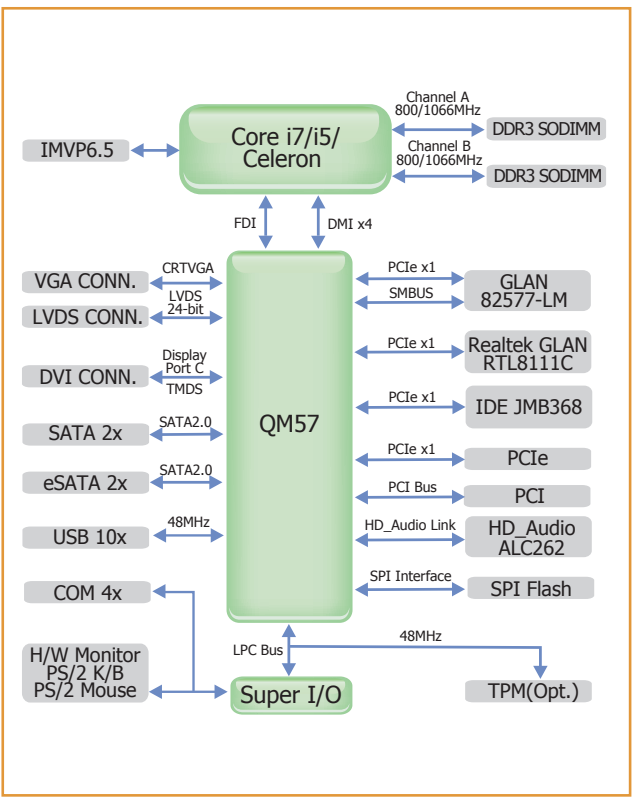 Channel A
800/1066MHz
Core i7/i5/
Celeron
DDR3 SODIMM
IMVP6.5
Channel B
800/1066MHz
DDR3 SODIMM
FDI
DMI x4
VGA CONN.
CRTVGA
LVDS CONN.
LVDS
24-bit
DVI CONN.
Display
Port C
TMDS
SATA 2x
SATA2.0
eSATA 2x
SATA2.0
USB 10x
48MHz
QM57
PCIe x1
SMBUS
GLAN
82577-LM
PCIe x1
Realtek GLAN
RTL8111C
PCIe x1
IDE JMB368
PCIe x1
PCIe
PCI Bus
PCI
HD_Audio Link
HD_Audio
ALC262
SPI Interface
SPI Flash
COM 4x
H/W Monitor
PS/2 K/B
PS/2 Mouse
LPC Bus
48MHz
Super I/O
TPM(Opt.)